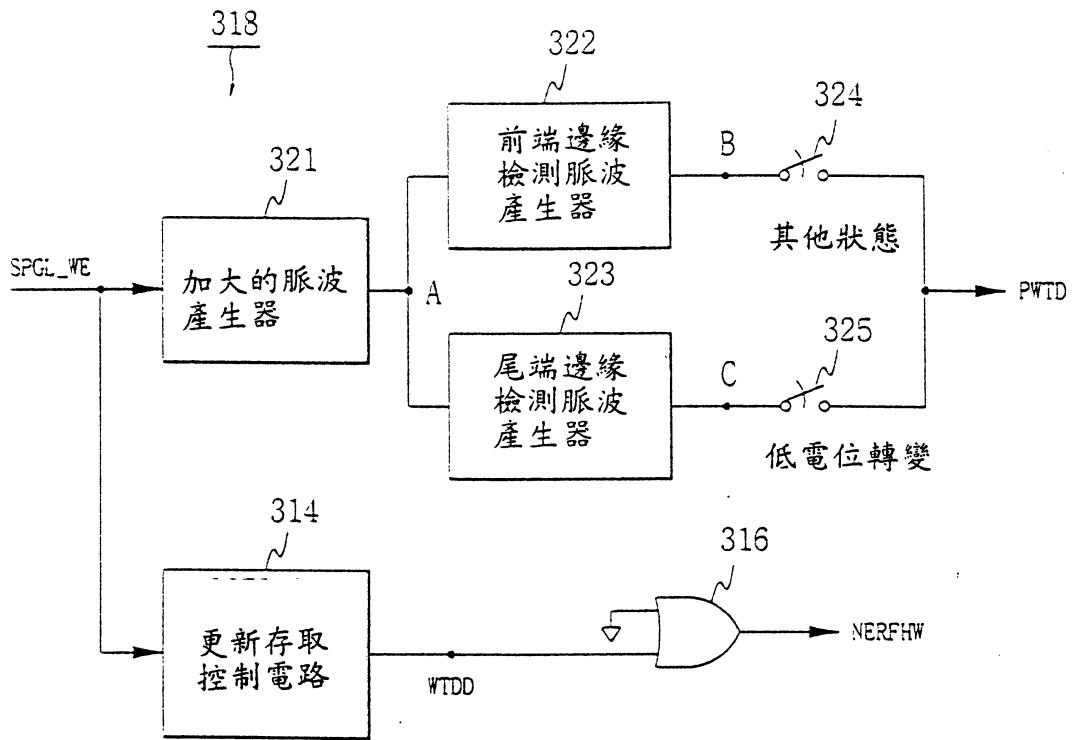 318
322
前端邊緣
檢測脈波
產生器
B
324
其他狀態
321
加大的脈波
產生器
SPGL_WE
A
PWTD
323
尾端邊緣
檢測脈波
產生器
C
325
低電位轉變
314
更新存取
控制電路
WTDD
316
NERFHW